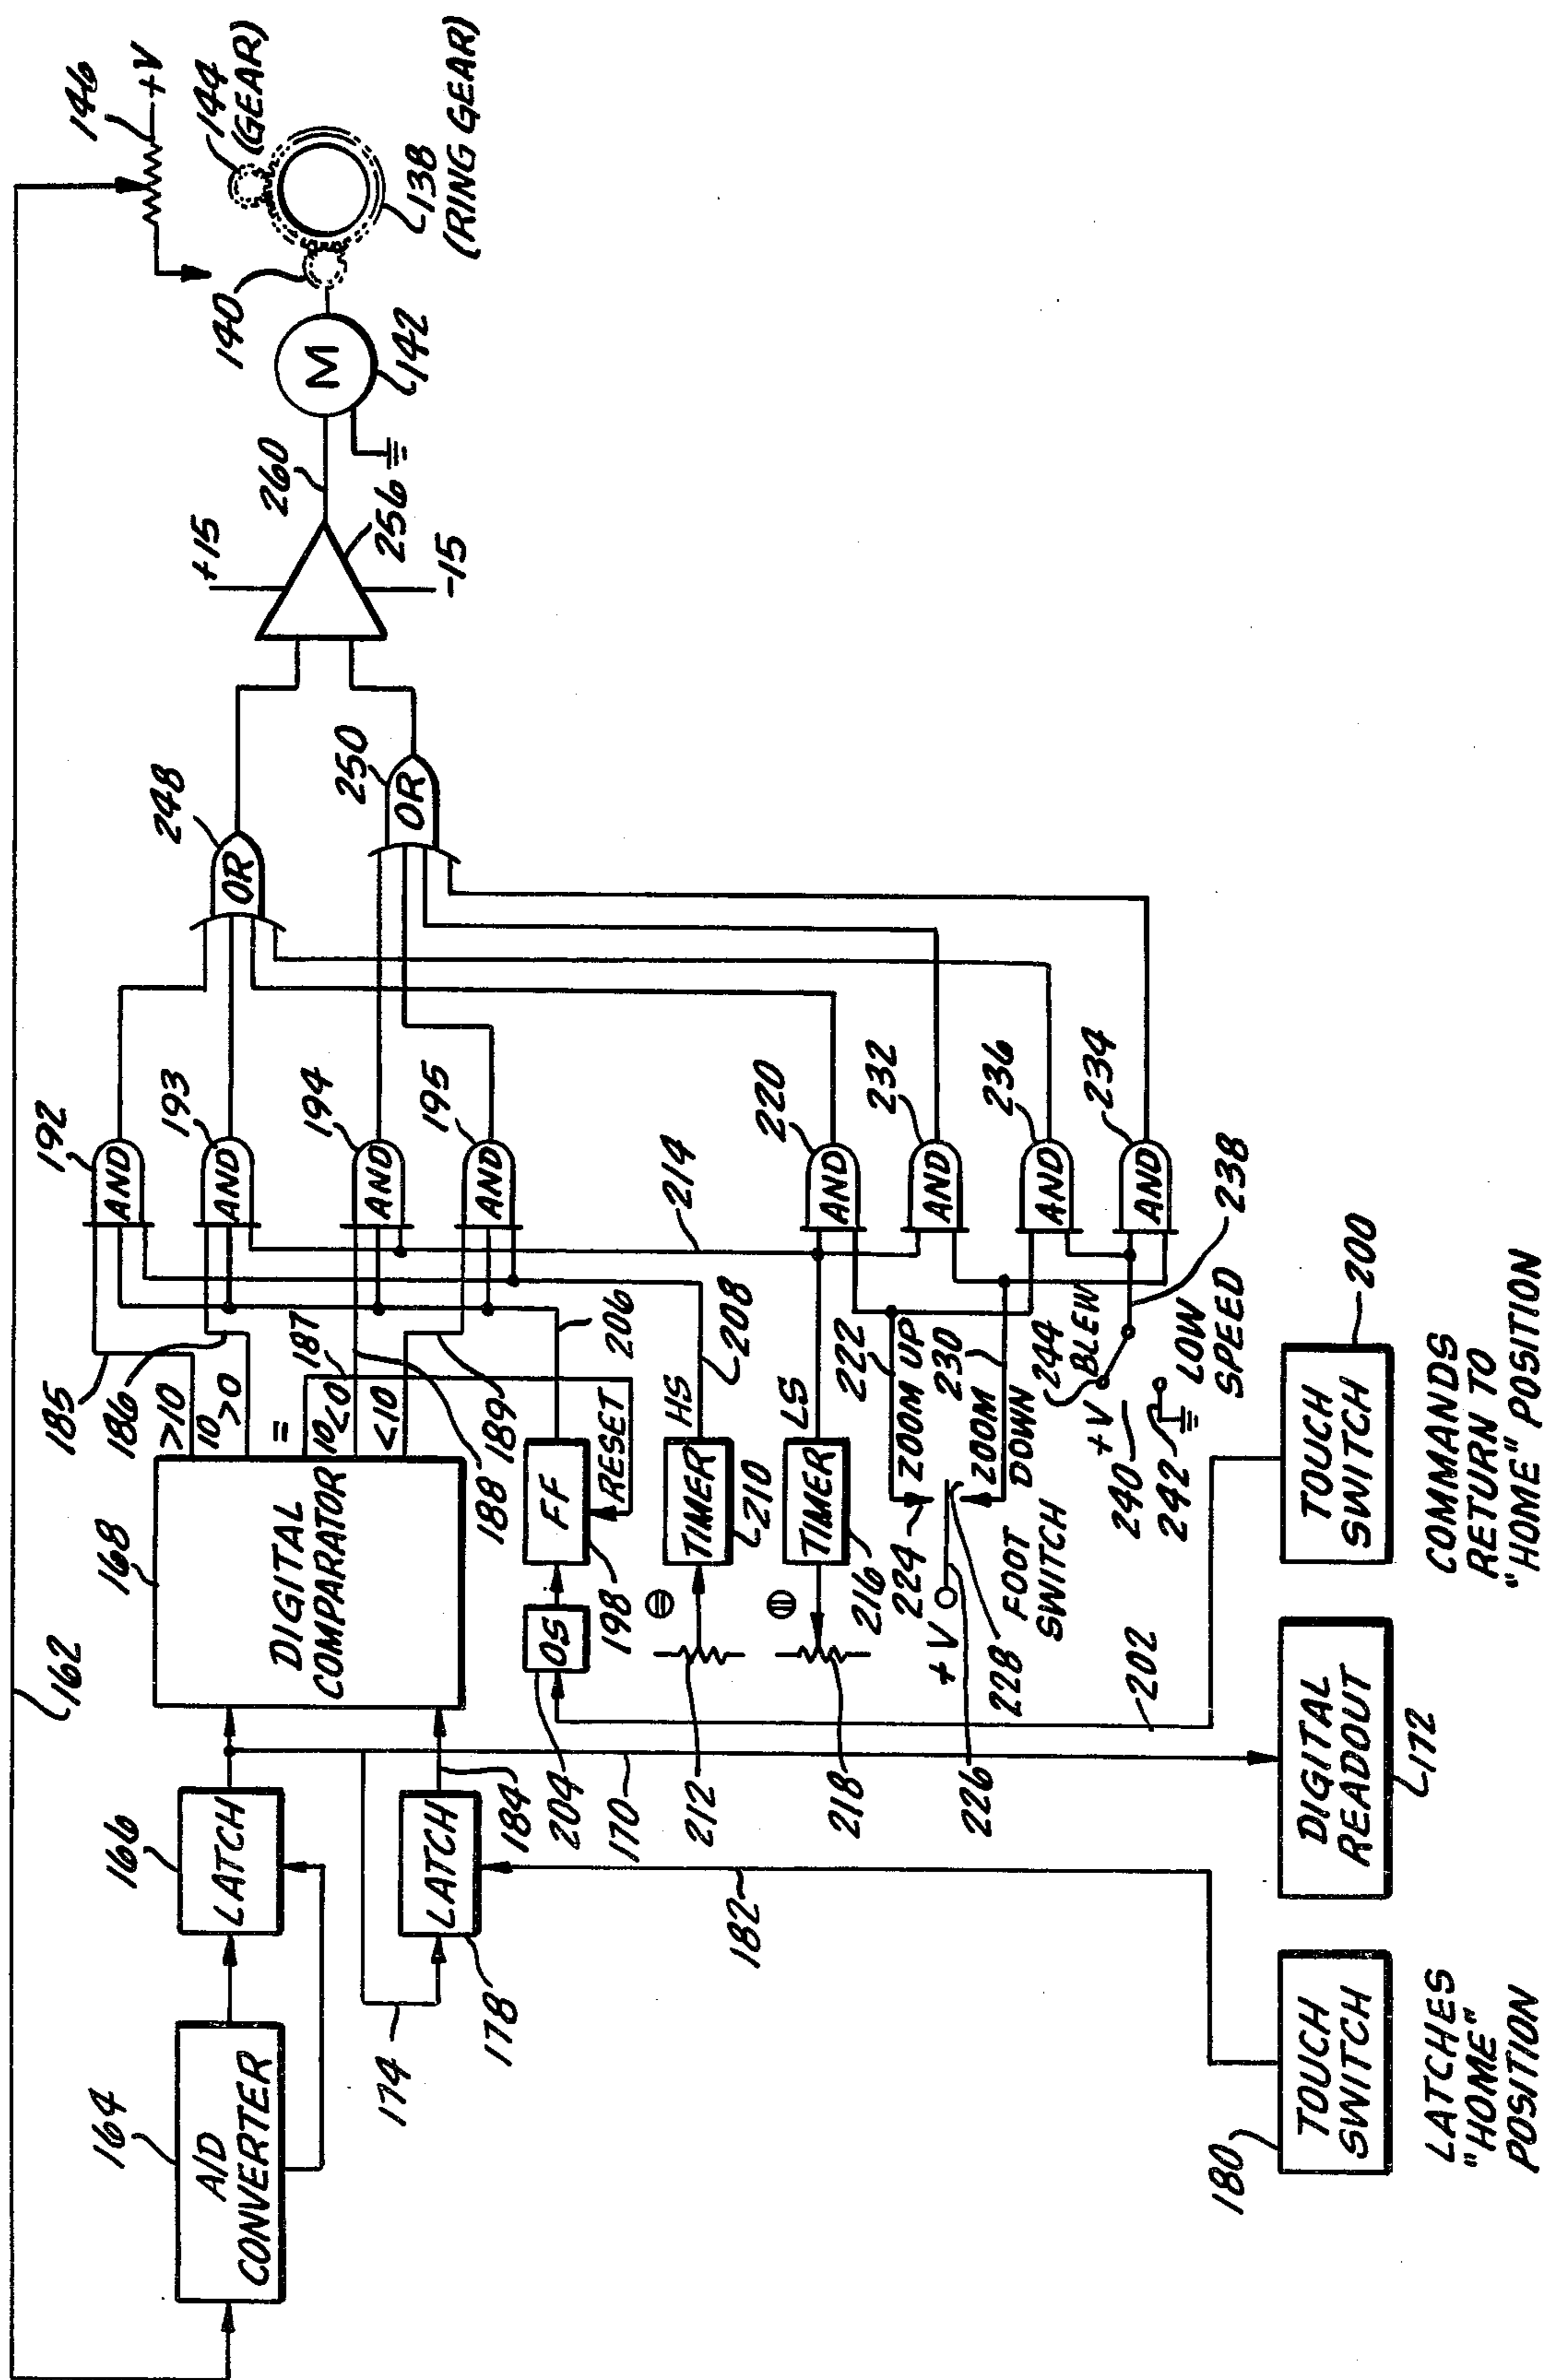 162
146
+V
144
(GEAR)
138
(RING GEAR)
140
M
142
260
+15
256
-15
248
OR
250
OR
192
AND
193
AND
194
AND
195
AND
185
>10
186
10
>0
=
187
10<0
188
<10
189
168
DIGITAL
COMPARATOR
164
A/D
CONVERTER
166
LATCH
174
LATCH
178
184
204
OS
198
FF
RESET
206
212
TIMER
210
HS
208
218
TIMER
216
LS
214
220
AND
232
AND
236
AND
234
AND
222
ZOOM UP
224
+V
226
228
FOOT
SWITCH
230
ZOOM
DOWN
244
BLEW
+V
240
242
LOW
SPEED
238
170
202
182
180
TOUCH
SWITCH
LATCHES
"HOME"
POSITION
DIGITAL
READOUT
172
TOUCH
SWITCH
200
COMMANDS
RETURN TO
"HOME" POSITION